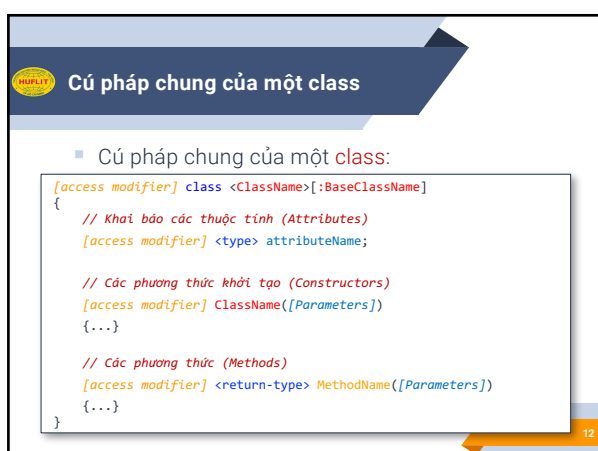 HUFLIT
Cú pháp chung của một class
Cú pháp chung của một class:
[access modifier] class <ClassName>[:BaseClassName]
{
// Khai báo các thuộc tính (Attributes)
[access modifier] <type> attributeName;
// Các phương thức khởi tạo (Constructors)
[access modifier] ClassName([Parameters])
{...}
// Các phương thức (Methods)
[access modifier] <return-type> MethodName([Parameters])
{...}
}
12